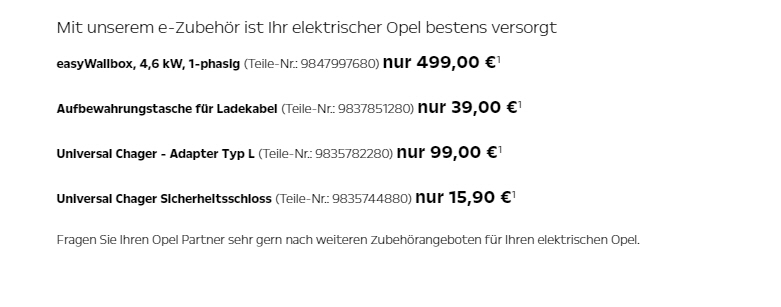 Mit unserem e-Zubehör ist Ihr elektrischer Opel bestens versorgt
easyWallbox, 4,6 kW, 1-phasig (Teile-Nr.: 9847997680) nur 499,00 €¹
Aufbewahrungstasche für Ladekabel (Teile-Nr.: 9837851280) nur 39,00 €¹
Universal Chager - Adapter Typ L (Teile-Nr.: 9835782280) nur 99,00 €¹
Universal Chager Sicherheitsschloss (Teile-Nr.: 9835744880) nur 15,90 €¹
Fragen Sie Ihren Opel Partner sehr gern nach weiteren Zubehörangeboten für Ihren elektrischen Opel.